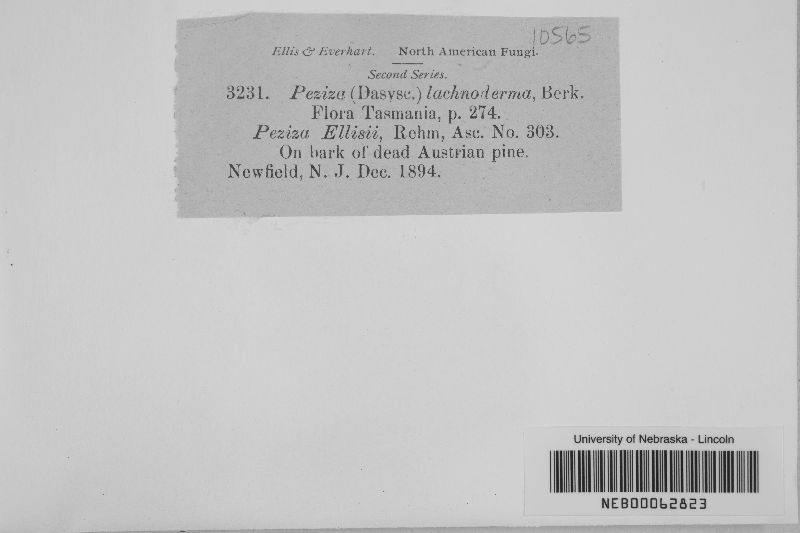 10565
Ellis & Everhart. North American Fungi.
Second Series.
3231. Peziza (Dasysc.) lachnoderma, Berk.
Flora Tasmania, p. 274.
Peziza Ellisii, Rehm, Asc. No. 303.
On bark of dead Austrian pine.
Newfield, N. J. Dec. 1894.
University of Nebraska - Lincoln
NEB00062823